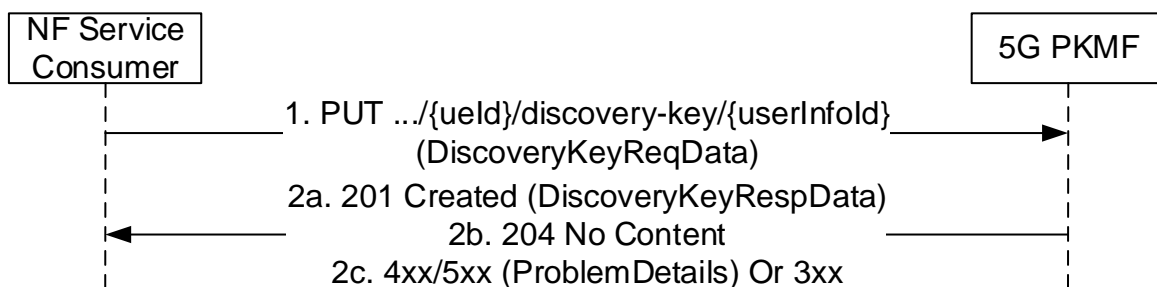 NF Service
Consumer
5G PKMF
1. PUT .../{ueId}/discovery-key/{userInfoId}
(DiscoveryKeyReqData)
2a. 201 Created (DiscoveryKeyRespData)
2b. 204 No Content
2c. 4xx/5xx (ProblemDetails) Or 3xx